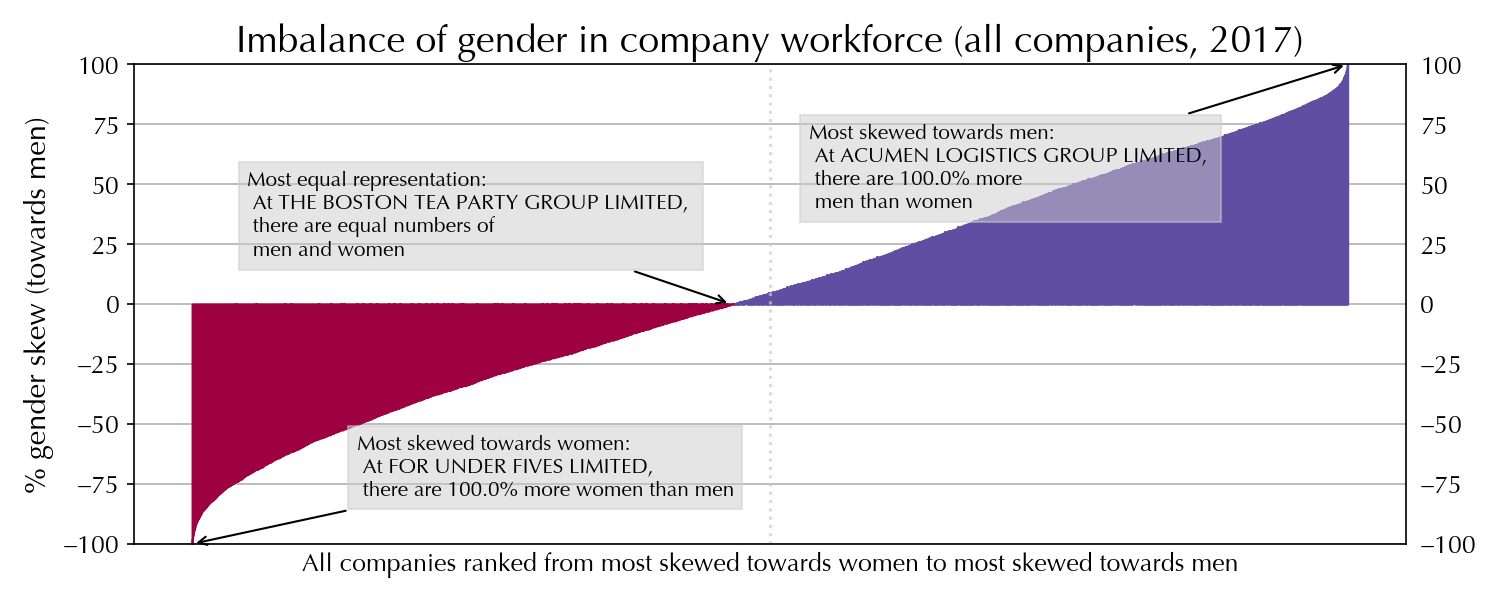 Imbalance of gender in company workforce (all companies, 2017)
% gender skew (towards men)
100
75
50
25
0
−25
−50
−75
−100
Most equal representation:
At THE BOSTON TEA PARTY GROUP LIMITED,
there are equal numbers of
men and women
Most skewed towards men:
At ACUMEN LOGISTICS GROUP LIMITED,
there are 100.0% more
men than women
Most skewed towards women:
At FOR UNDER FIVES LIMITED,
there are 100.0% more women than men
100
75
50
25
0
−25
−50
−75
−100
All companies ranked from most skewed towards women to most skewed towards men